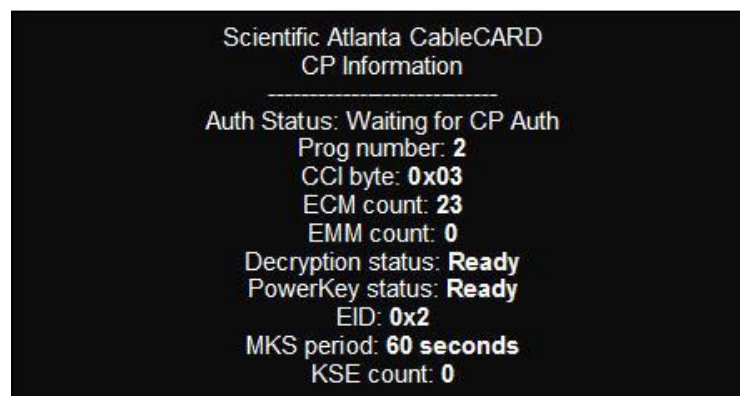 Scientific Atlanta CableCARD
CP Information
----------------------------
Auth Status: Waiting for CP Auth
Prog number: 2
CCI byte: 0x03
ECM count: 23
EMM count: 0
Decryption status: Ready
PowerKey status: Ready
EID: 0x2
MKS period: 60 seconds
KSE count: 0